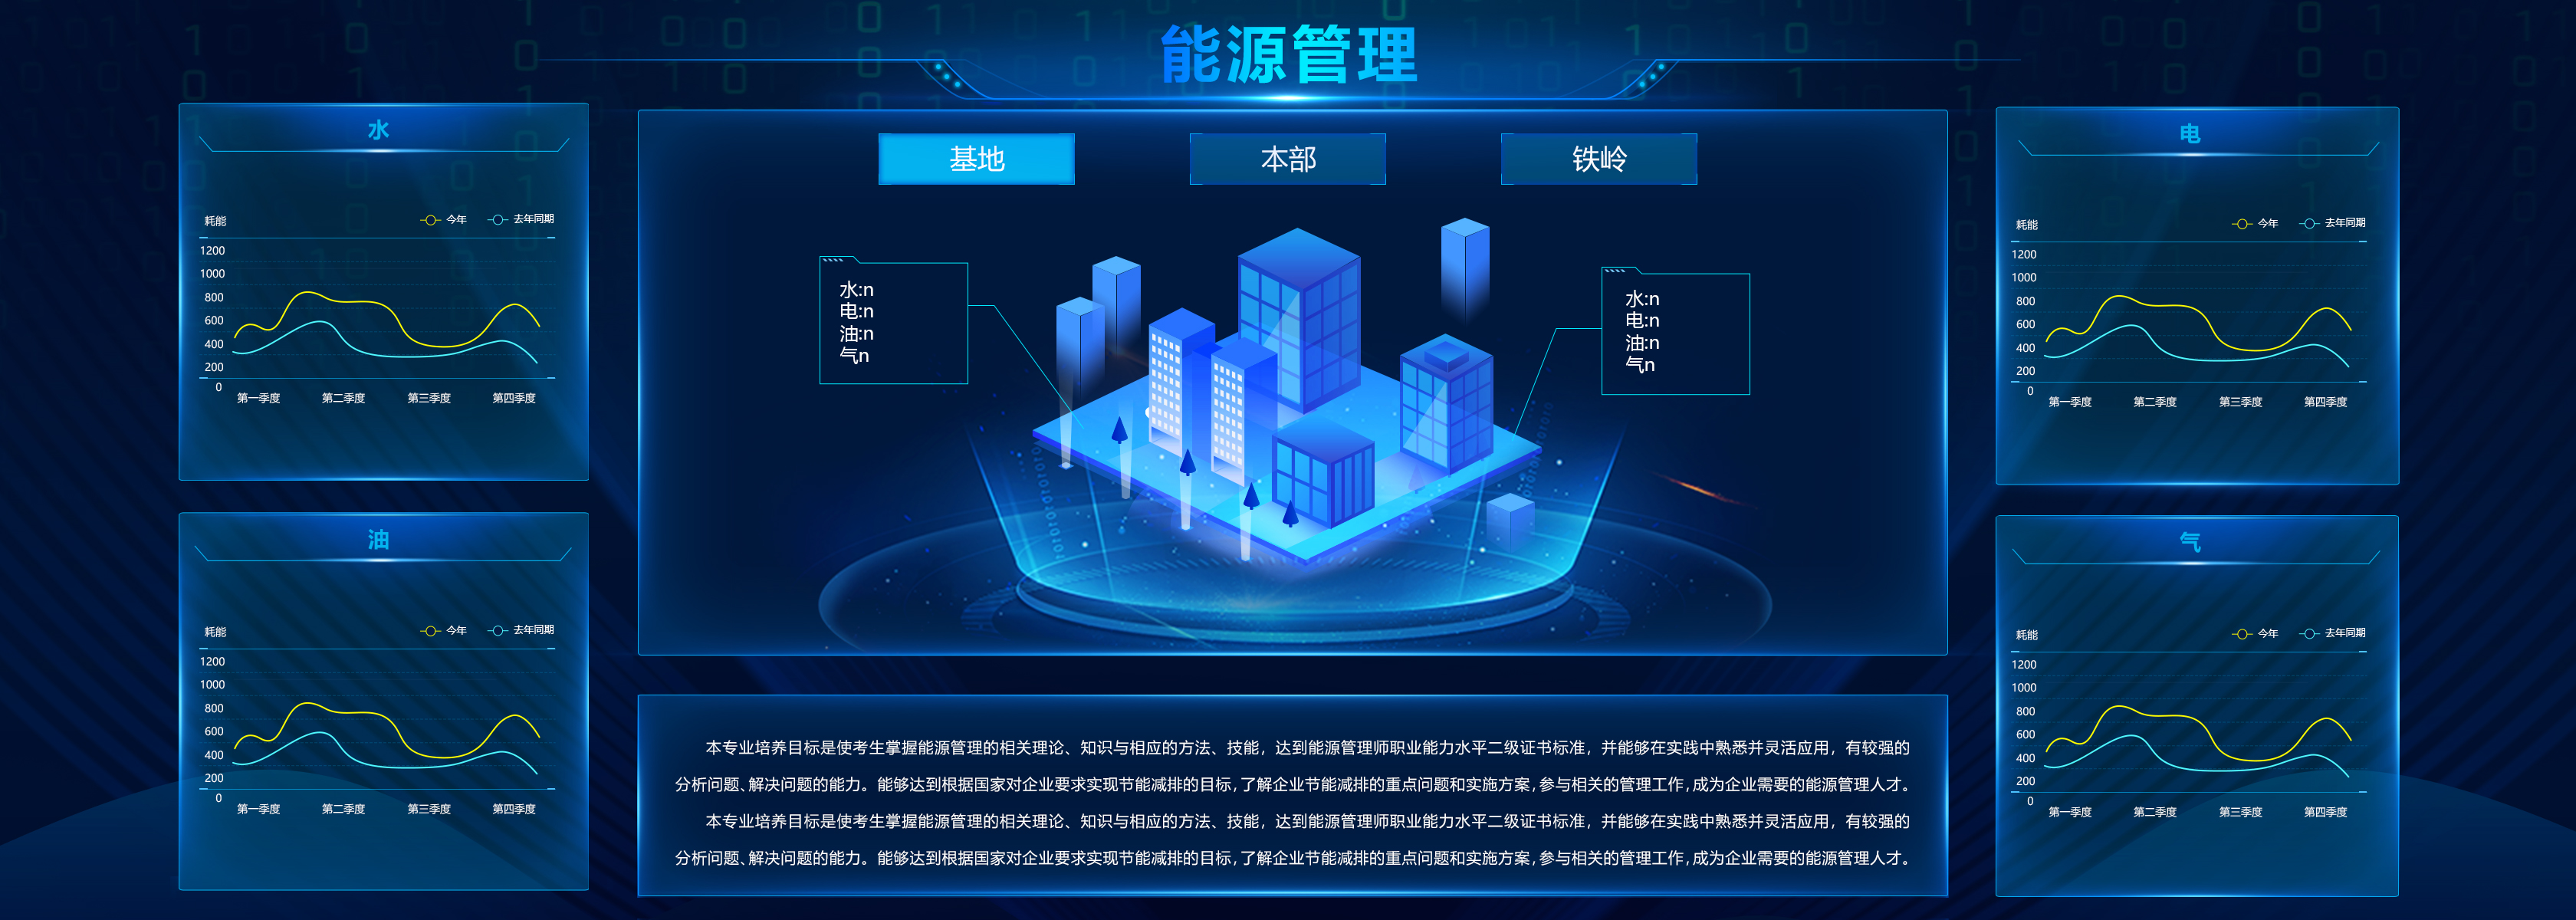 能源管理
水
耗能
今年 去年同期
1200
1000
800
600
400
200
0
第一季度 第二季度 第三季度 第四季度
油
耗能
今年 去年同期
1200
1000
800
600
400
200
0
第一季度 第二季度 第三季度 第四季度
基地 本部 铁岭
水:n
电:n
油:n
气n
水:n
电:n
油:n
气n
本专业培养目标是使考生掌握能源管理的相关理论、知识与相应的方法、技能，达到能源管理师职业能力水平二级证书标准，并能够在实践中熟悉并灵活应用，有较强的
分析问题、解决问题的能力。能够达到根据国家对企业要求实现节能减排的目标，了解企业节能减排的重点问题和实施方案，参与相关的管理工作，成为企业需要的能源管理人才。
本专业培养目标是使考生掌握能源管理的相关理论、知识与相应的方法、技能，达到能源管理师职业能力水平二级证书标准，并能够在实践中熟悉并灵活应用，有较强的
分析问题、解决问题的能力。能够达到根据国家对企业要求实现节能减排的目标，了解企业节能减排的重点问题和实施方案，参与相关的管理工作，成为企业需要的能源管理人才。
电
耗能
今年 去年同期
1200
1000
800
600
400
200
0
第一季度 第二季度 第三季度 第四季度
气
耗能
今年 去年同期
1200
1000
800
600
400
200
0
第一季度 第二季度 第三季度 第四季度